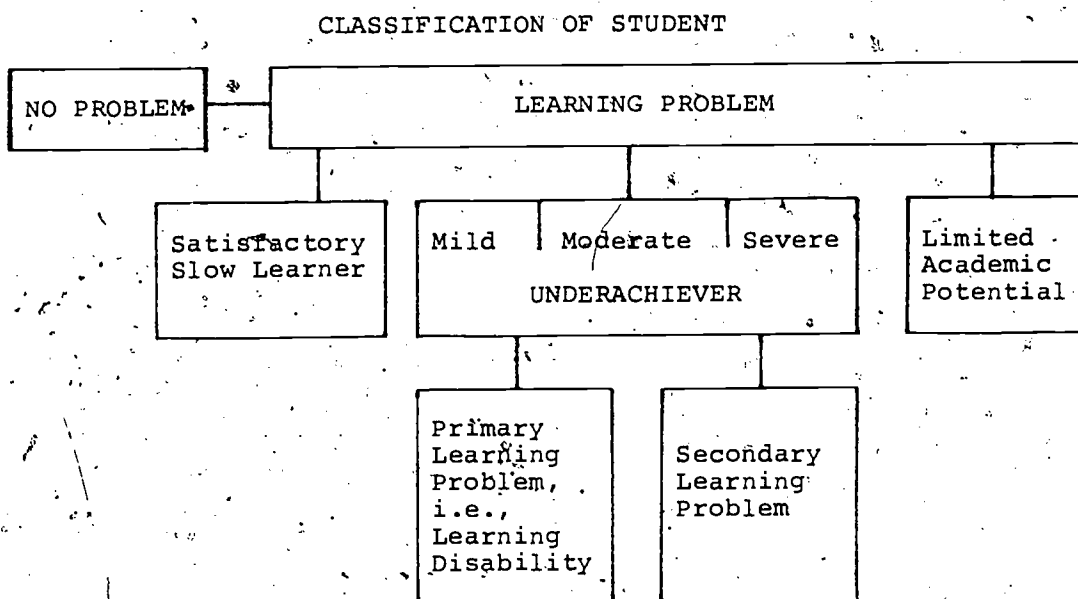 CLASSIFICATION OF STUDENT
NO PROBLEM
LEARNING PROBLEM
Satisfactory
Slow Learner
Mild
Moderate
Severe
UNDERACHIEVER
Limited
Academic
Potential
Primary
Learning
Problem,
i.e.,
Learning
Disability
Secondary
Learning
Problem